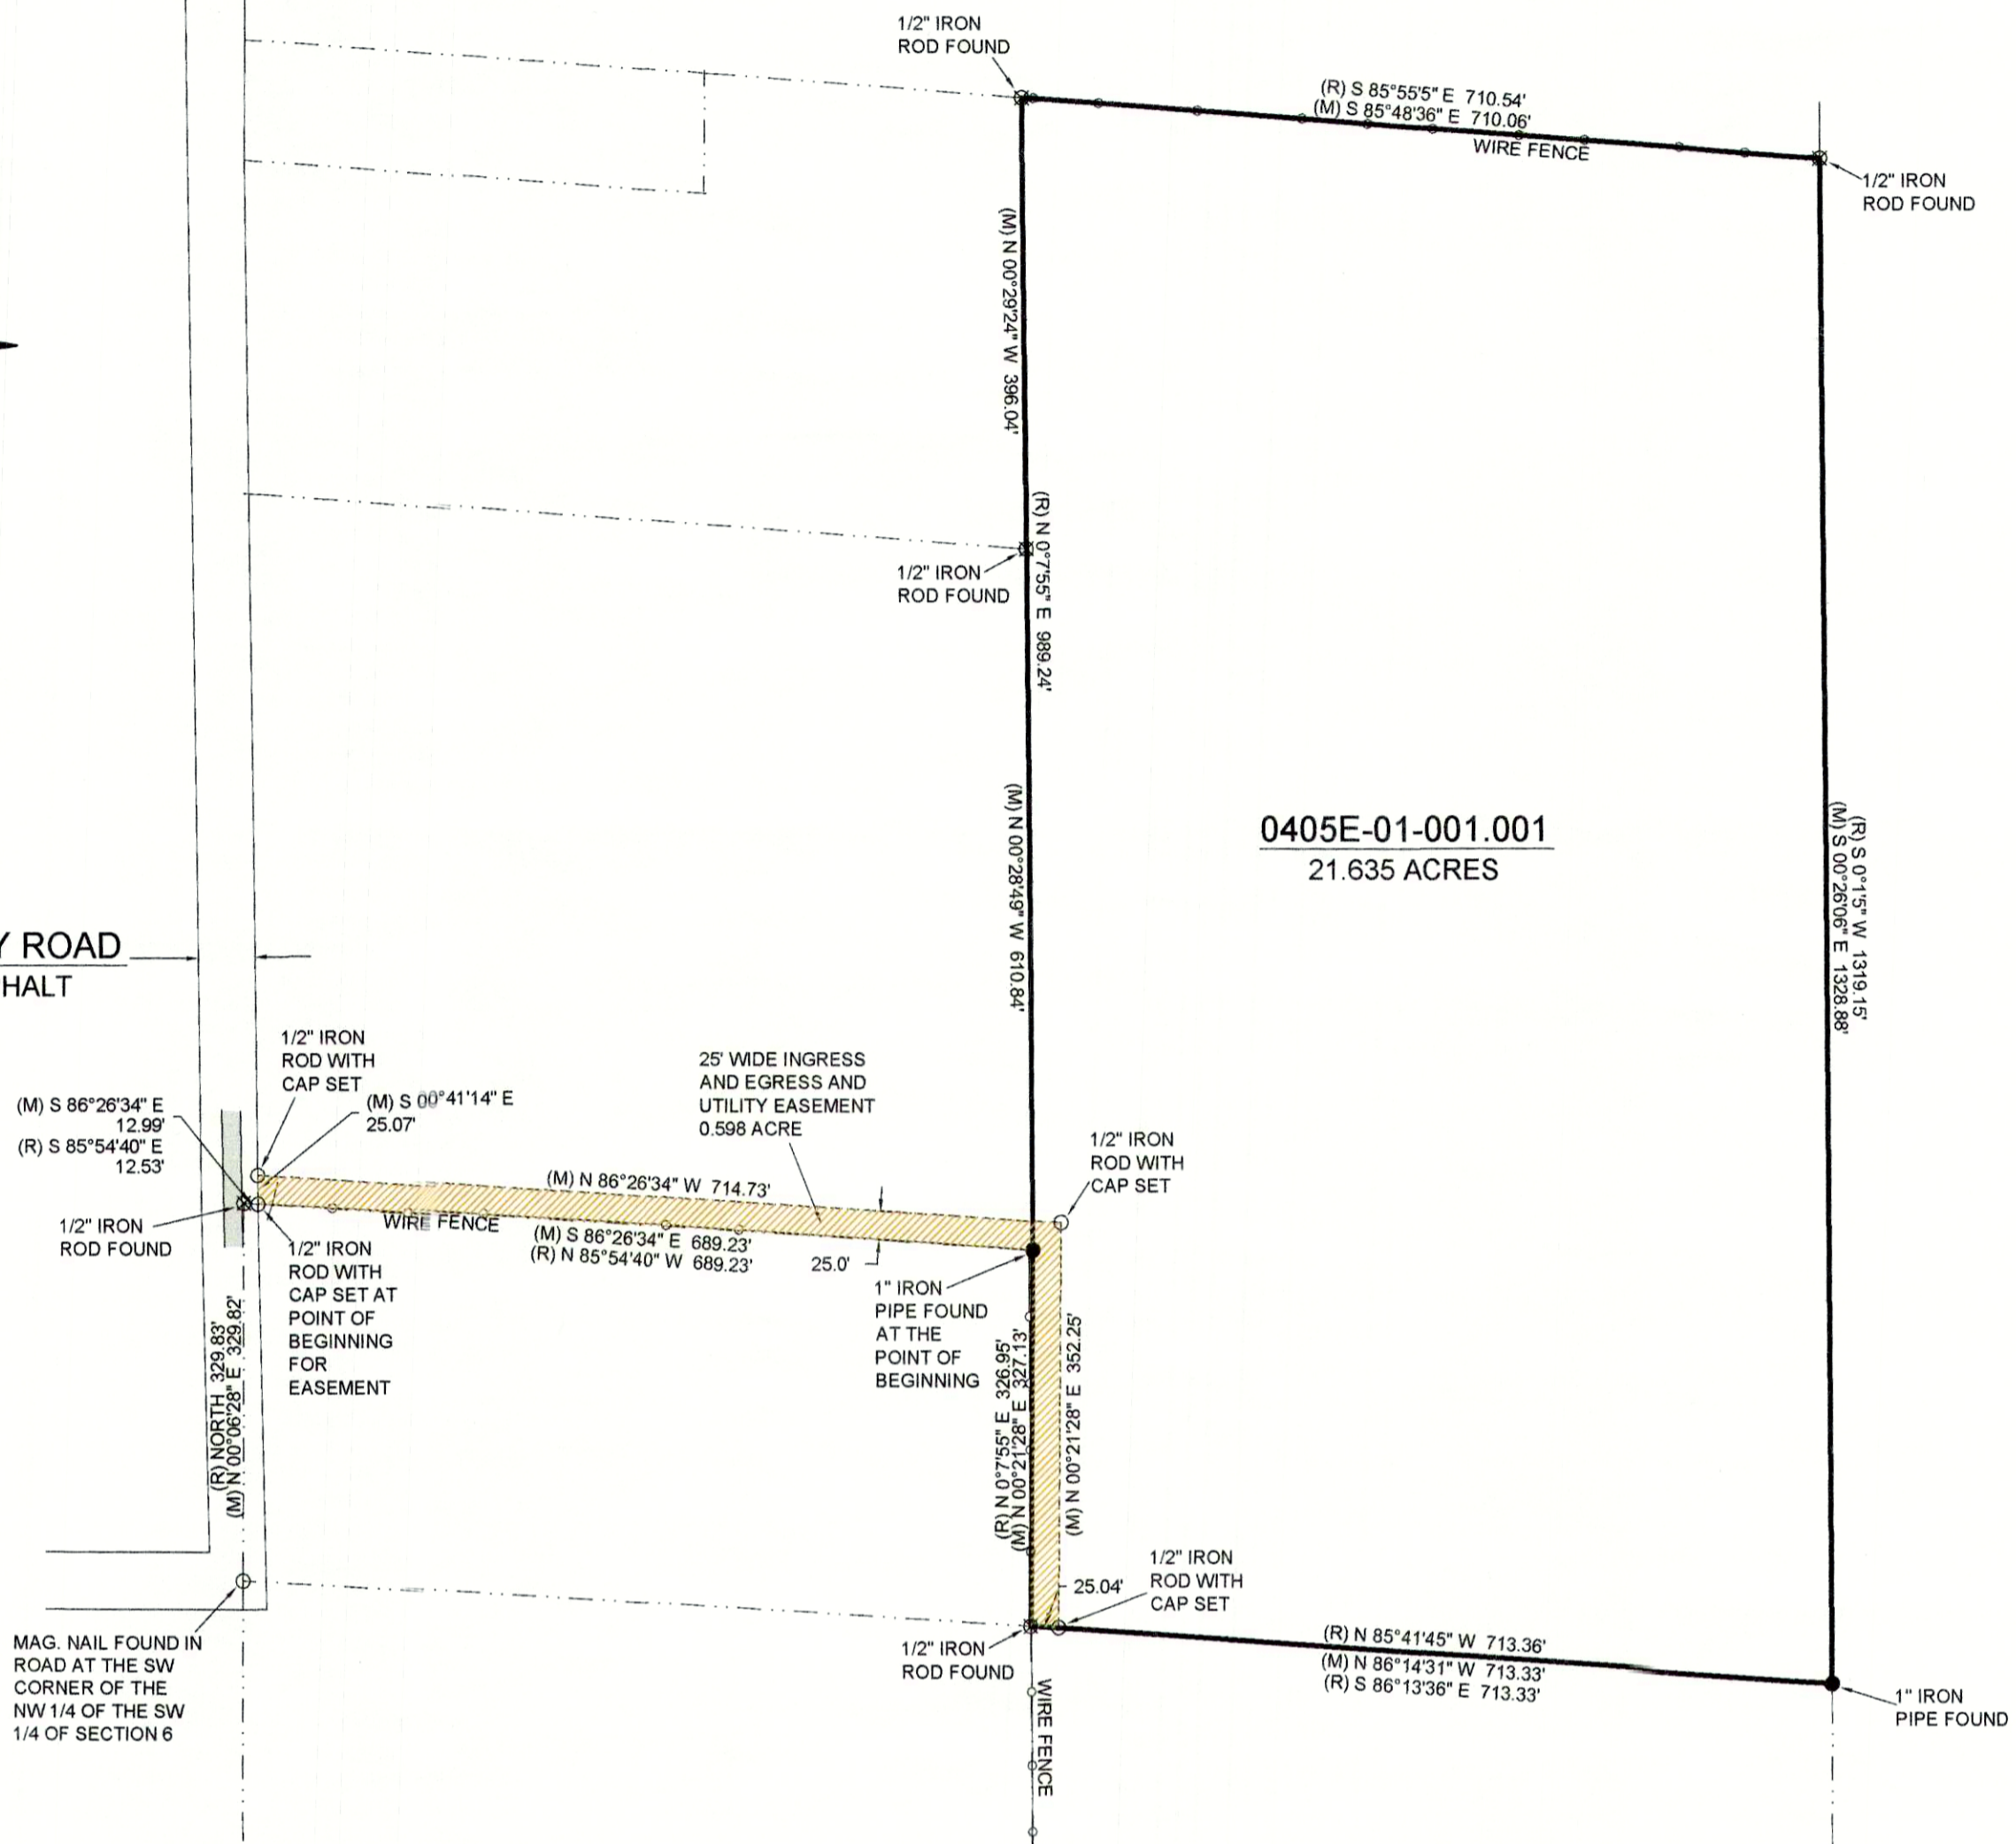 1/2" IRON
ROD FOUND
(R) S 85°55'5" E 710.54'
(M) S 85°48'36" E 710.06'
WIRE FENCE
1/2" IRON
ROD FOUND
(M) N 00°29'24" W 396.04'
(R) N 0°7'55" E 989.24'
1/2" IRON
ROD FOUND
(M) N 00°28'49" W 610.84'
0405E-01-001.001
21.635 ACRES
(R) S 0°1'5" W 1319.15'
(M) S 00°26'06" E 1328.88'
Y ROAD
HALT
1/2" IRON
ROD WITH
CAP SET
(M) S 86°26'34" E
12.99'
(R) S 85°54'40" E
12.53'
(M) S 00°41'14" E
25.07'
25' WIDE INGRESS
AND EGRESS AND
UTILITY EASEMENT
0.598 ACRE
1/2" IRON
ROD WITH
CAP SET
(M) N 86°26'34" W 714.73'
WIRE FENCE
(M) S 86°26'34" E 689.23'
(R) N 85°54'40" W 689.23'
25.0'
1/2" IRON
ROD FOUND
1/2" IRON
ROD WITH
CAP SET AT
POINT OF
BEGINNING
FOR
EASEMENT
1" IRON
PIPE FOUND
AT THE
POINT OF
BEGINNING
(R) NORTH 329.83'
(M) N 00°06'28" E 329.82'
(R) N 0°7'55" E 326.95'
(M) N 00°21'28" E 327.13'
(M) N 00°21'28" E 352.25'
1/2" IRON
ROD WITH
CAP SET
25.04'
MAG. NAIL FOUND IN
ROAD AT THE SW
CORNER OF THE
NW 1/4 OF THE SW
1/4 OF SECTION 6
1/2" IRON
ROD FOUND
WIRE FENCE
(R) N 85°41'45" W 713.36'
(M) N 86°14'31" W 713.33'
(R) S 86°13'36" E 713.33'
1" IRON
PIPE FOUND